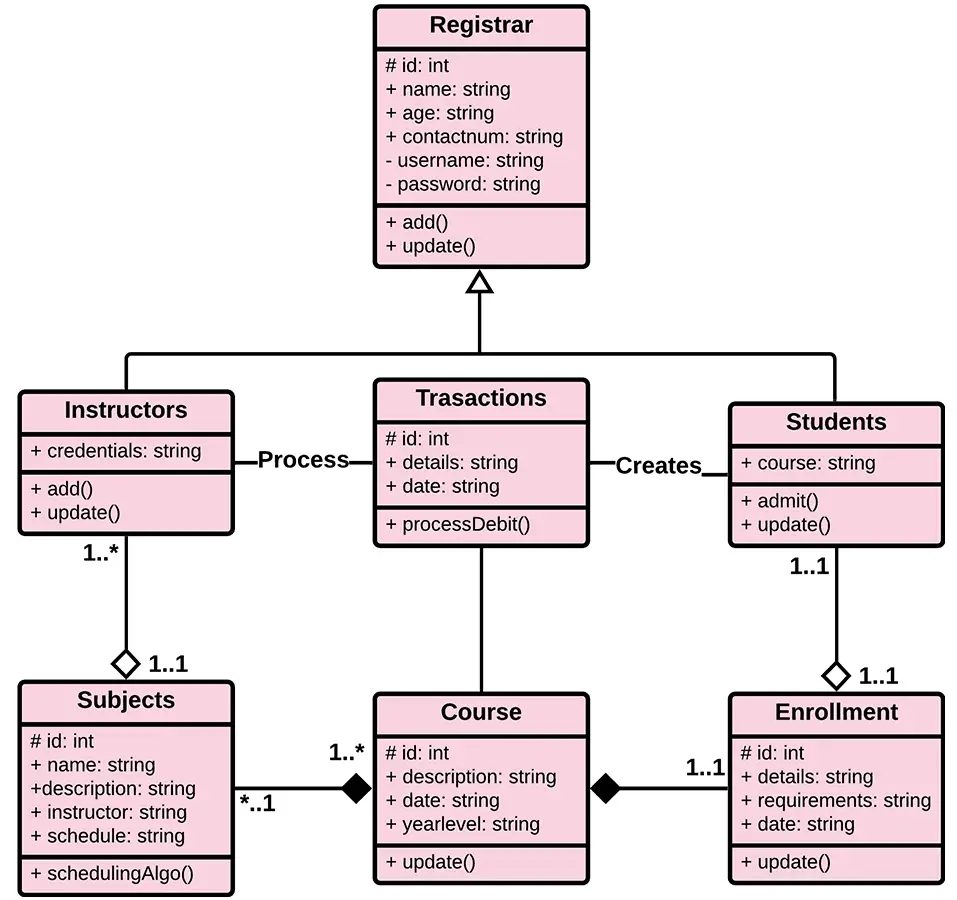 Registrar
# id: int
+ name: string
+ age: string
+ contactnum: string
- username: string
- password: string
+ add()
+ update()
Instructors
+ credentials: string
+ add()
+ update()
Process
Trasactions
# id: int
+ details: string
+ date: string
+ processDebit()
Creates
Students
+ course: string
+ admit()
+ update()
1..*
1..1
1..1
1..1
Subjects
# id: int
+ name: string
+description: string
+ instructor: string
+ schedule: string
+ schedulingAlgo()
1..*
*..1
Course
# id: int
+ description: string
+ date: string
+ yearlevel: string
+ update()
1..1
Enrollment
# id: int
+ details: string
+ requirements: string
+ date: string
+ update()